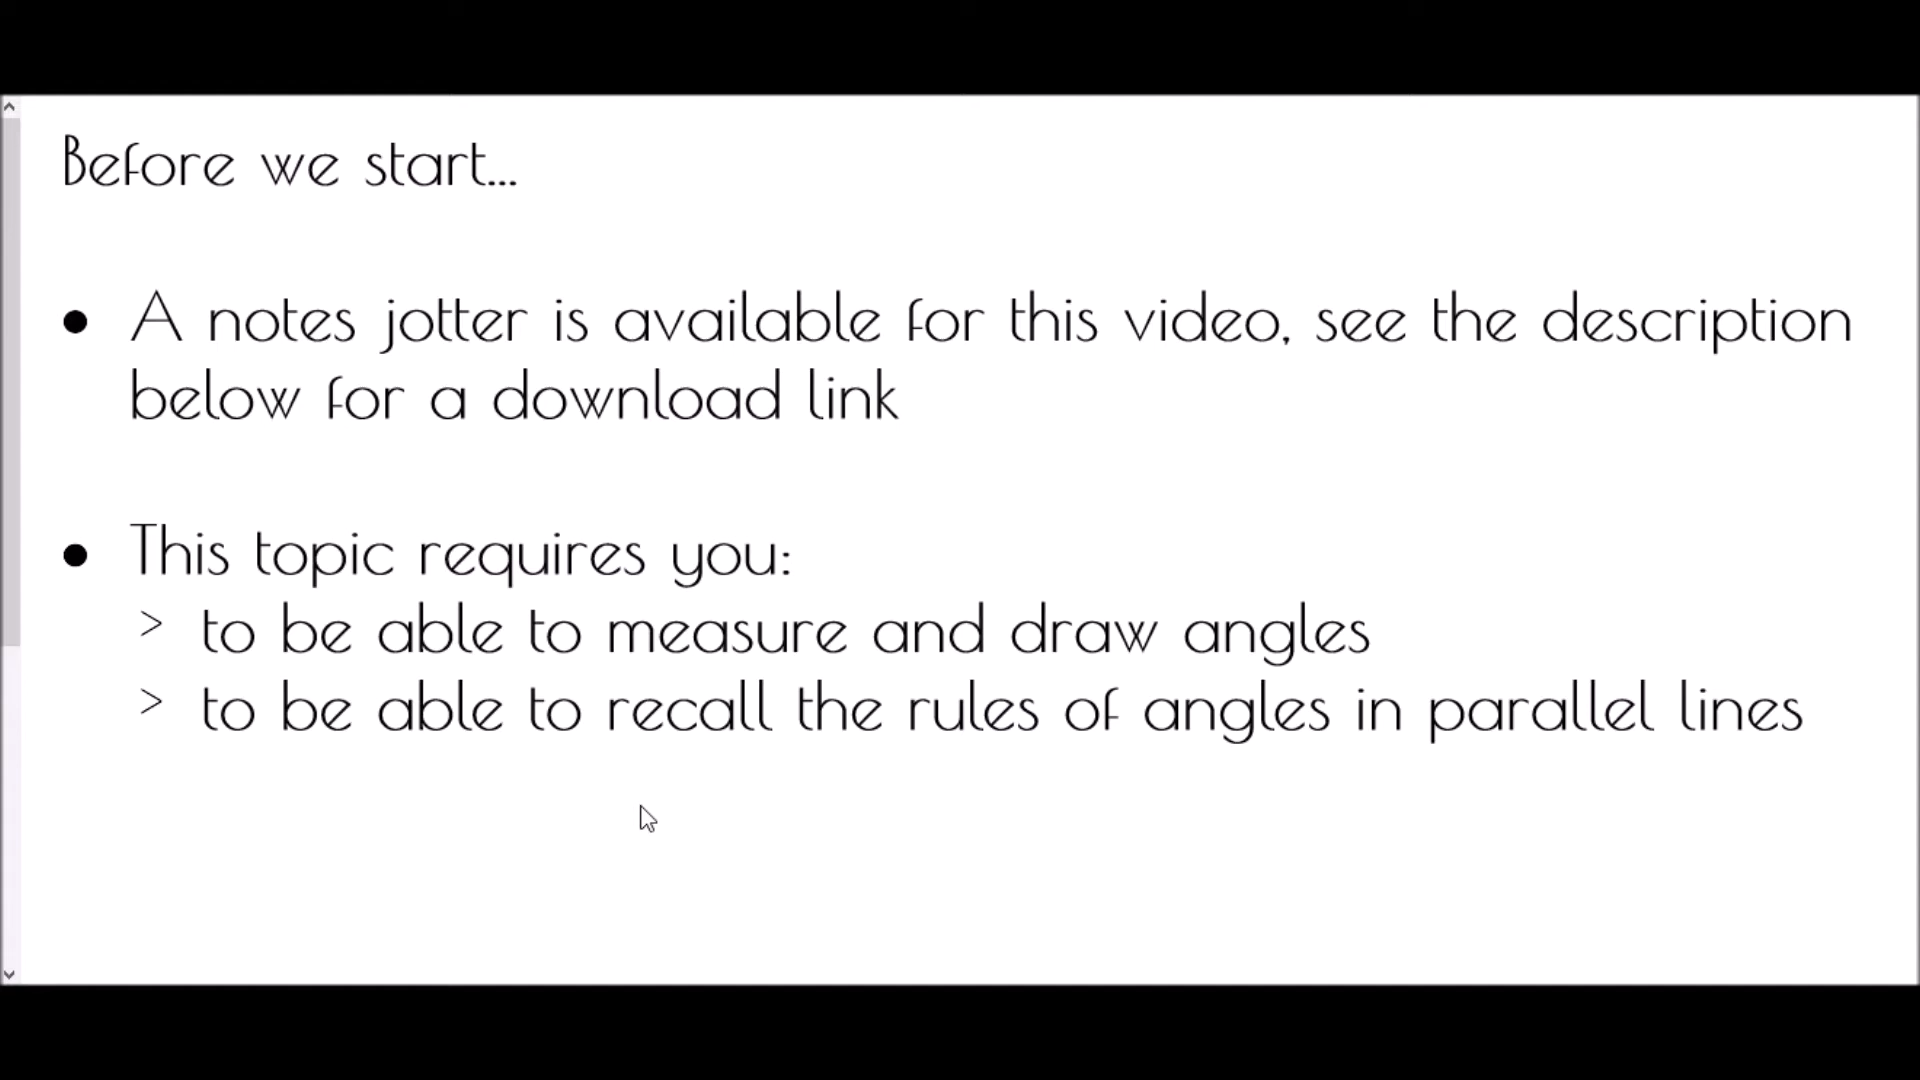 Before we start...
• A notes jotter is available for this video, see the description
below for a download link
• This topic requires you:
> to be able to measure and draw angles
> to be able to recall the rules of angles in parallel lines